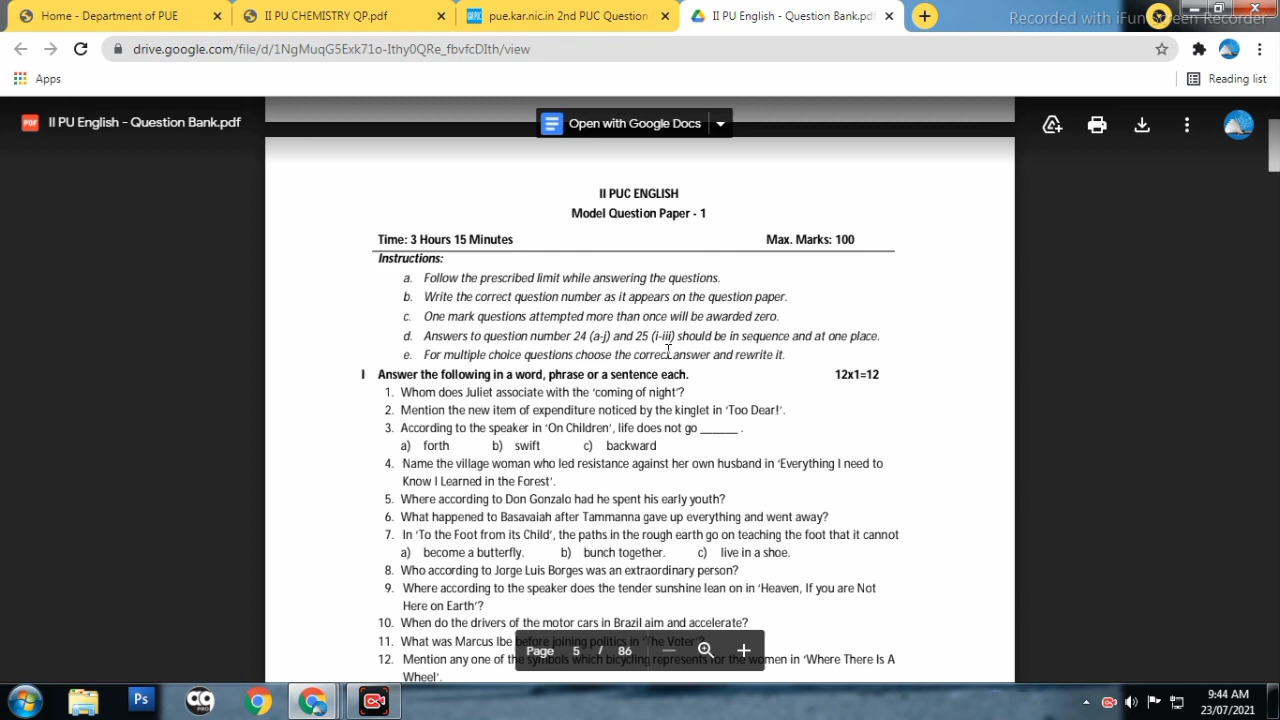 Home - Department of PUE
II PU CHEMISTRY QP.pdf
pue.kar.nic.in 2nd PUC Question
II PU English - Question Bank.pdf
Recorded with iFun Screen Recorder
drive.google.com/file/d/1NgMuqG5Exk71o-Ithy0QRe_fbvfcDIth/view
Apps
Reading list
PDF
II PU English - Question Bank.pdf
Open with Google Docs
II PUC ENGLISH
Model Question Paper - 1
Time: 3 Hours 15 Minutes Max. Marks: 100
Instructions:
a. Follow the prescribed limit while answering the questions.
b. Write the correct question number as it appears on the question paper.
c. One mark questions attempted more than once will be awarded zero.
d. Answers to question number 24 (a-j) and 25 (i-iii) should be in sequence and at one place.
e. For multiple choice questions choose the correct answer and rewrite it.
I Answer the following in a word, phrase or a sentence each. 12x1=12
1. Whom does Juliet associate with the ‘coming of night’?
2. Mention the new item of expenditure noticed by the kinglet in ‘Too Dear!’.
3. According to the speaker in ‘On Children’, life does not go ______ .
a) forth b) swift c) backward
4. Name the village woman who led resistance against her own husband in ‘Everything I need to
Know I Learned in the Forest’.
5. Where according to Don Gonzalo had he spent his early youth?
6. What happened to Basavaiah after Tammanna gave up everything and went away?
7. In ‘To the Foot from its Child’, the paths in the rough earth go on teaching the foot that it cannot
a) become a butterfly. b) bunch together. c) live in a shoe.
8. Who according to Jorge Luis Borges was an extraordinary person?
9. Where according to the speaker does the tender sunshine lean on in ‘Heaven, If you are Not
Here on Earth’?
10. When do the drivers of the motor cars in Brazil aim and accelerate?
11. What was Marcus Ibe before joining politics in ‘The Voter’?
12. Mention any one of the symbols which bicycling represents for the women in ‘Where There Is A
Wheel’.
Page 5 / 86
Ps
9:44 AM
23/07/2021